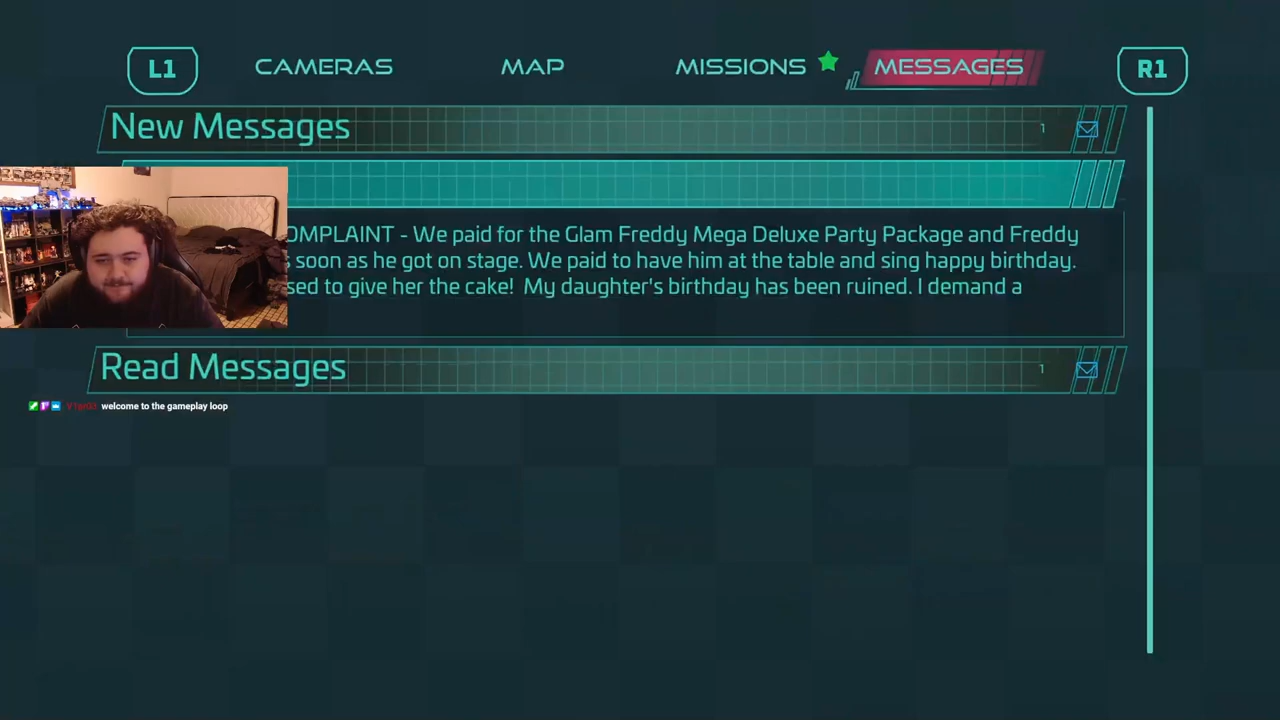 L1 CAMERAS MAP MISSIONS MESSAGES R1
New Messages 1
OMPLAINT - We paid for the Glam Freddy Mega Deluxe Party Package and Freddy
soon as he got on stage. We paid to have him at the table and sing happy birthday.
sed to give her the cake! My daughter's birthday has been ruined. I demand a
Read Messages 1
welcome to the gameplay loop